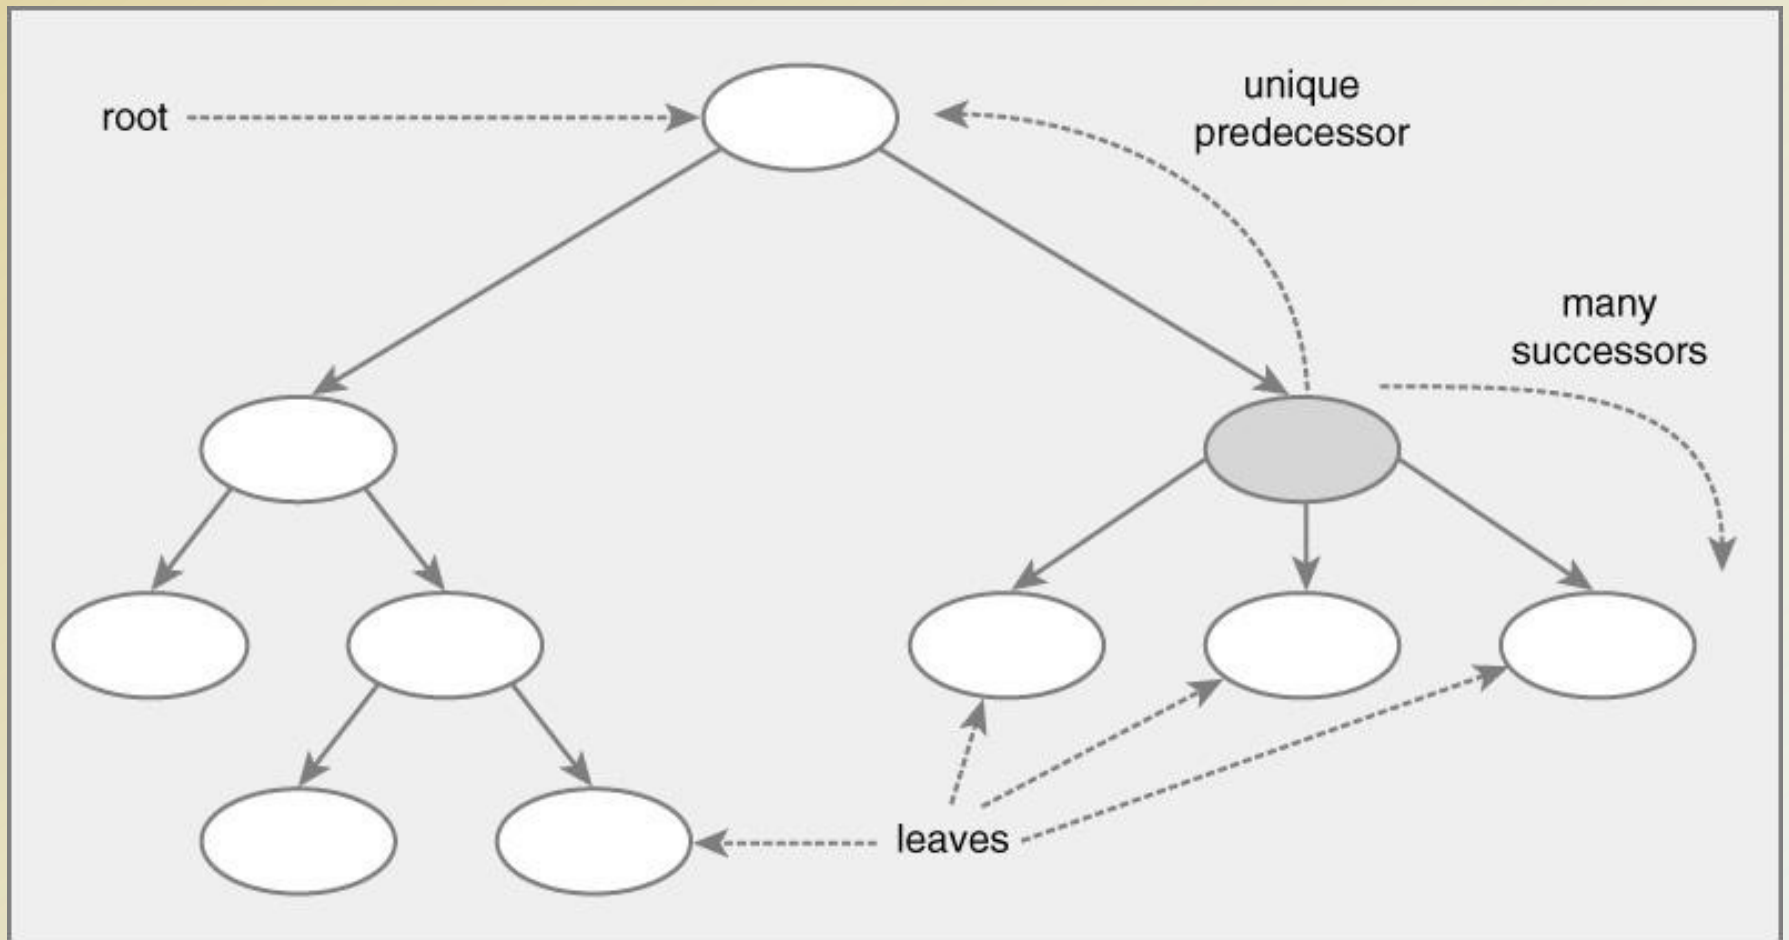 root
unique
predecessor
many
successors
leaves